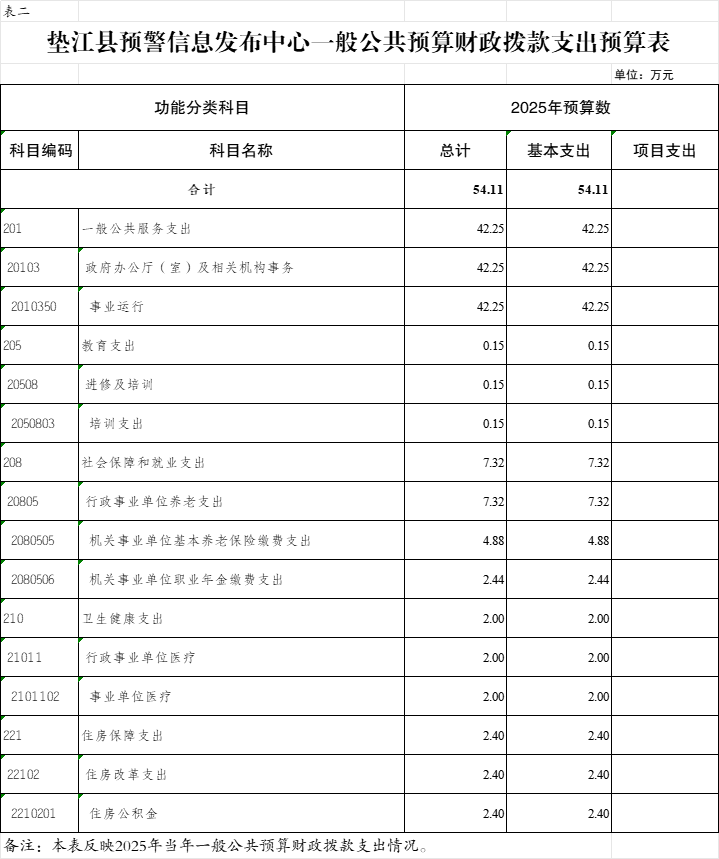 表二
垫江县预警信息发布中心一般公共预算财政拨款支出预算表
单位：万元
功能分类科目 2025年预算数
科目编码 科目名称 总计 基本支出 项目支出
合计 54.11 54.11
201 一般公共服务支出 42.25 42.25
20103 政府办公厅（室）及相关机构事务 42.25 42.25
2010350 事业运行 42.25 42.25
205 教育支出 0.15 0.15
20508 进修及培训 0.15 0.15
2050803 培训支出 0.15 0.15
208 社会保障和就业支出 7.32 7.32
20805 行政事业单位养老支出 7.32 7.32
2080505 机关事业单位基本养老保险缴费支出 4.88 4.88
2080506 机关事业单位职业年金缴费支出 2.44 2.44
210 卫生健康支出 2.00 2.00
21011 行政事业单位医疗 2.00 2.00
2101102 事业单位医疗 2.00 2.00
221 住房保障支出 2.40 2.40
22102 住房改革支出 2.40 2.40
2210201 住房公积金 2.40 2.40
备注：本表反映2025年当年一般公共预算财政拨款支出情况。